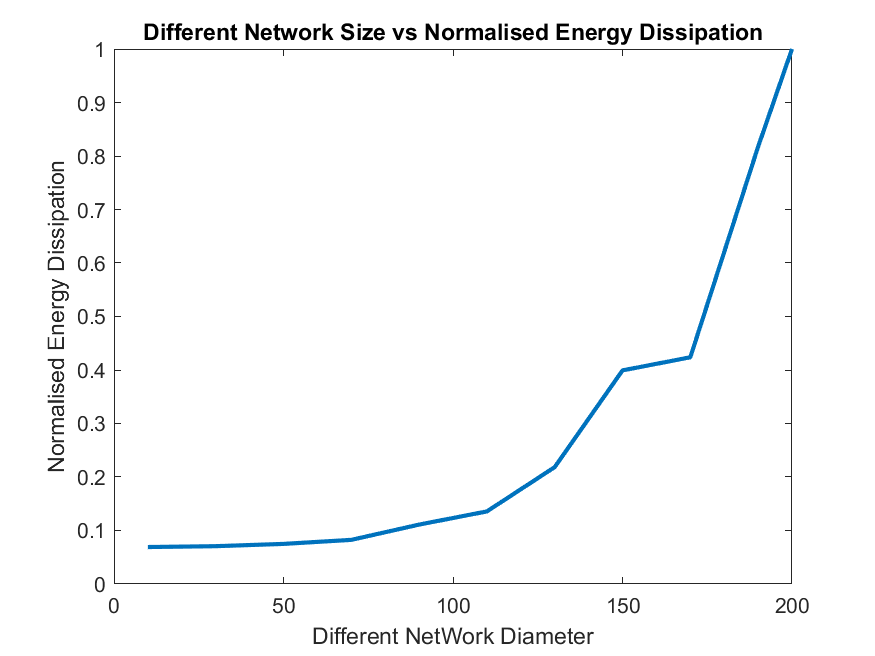 Different Network Size vs Normalised Energy Dissipation
1
0.9
0.8
0.7
0.6
0.5
0.4
0.3
0.2
0.1
0
Normalised Energy Dissipation
0 50 100 150 200
Different NetWork Diameter